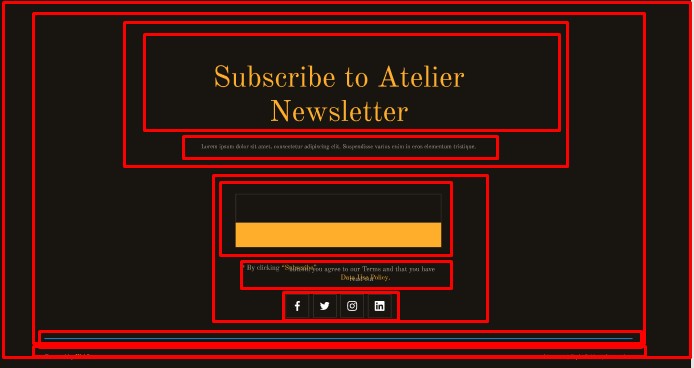 Subscribe to Atelier
Newsletter
Lorem ipsum dolor sit amet, consectetur adipiscing elit. Suspendisse varius enim in eros elementum tristique.
* By clicking "Subscribe"
you agree to our Terms and that you have
Data Use Policy.